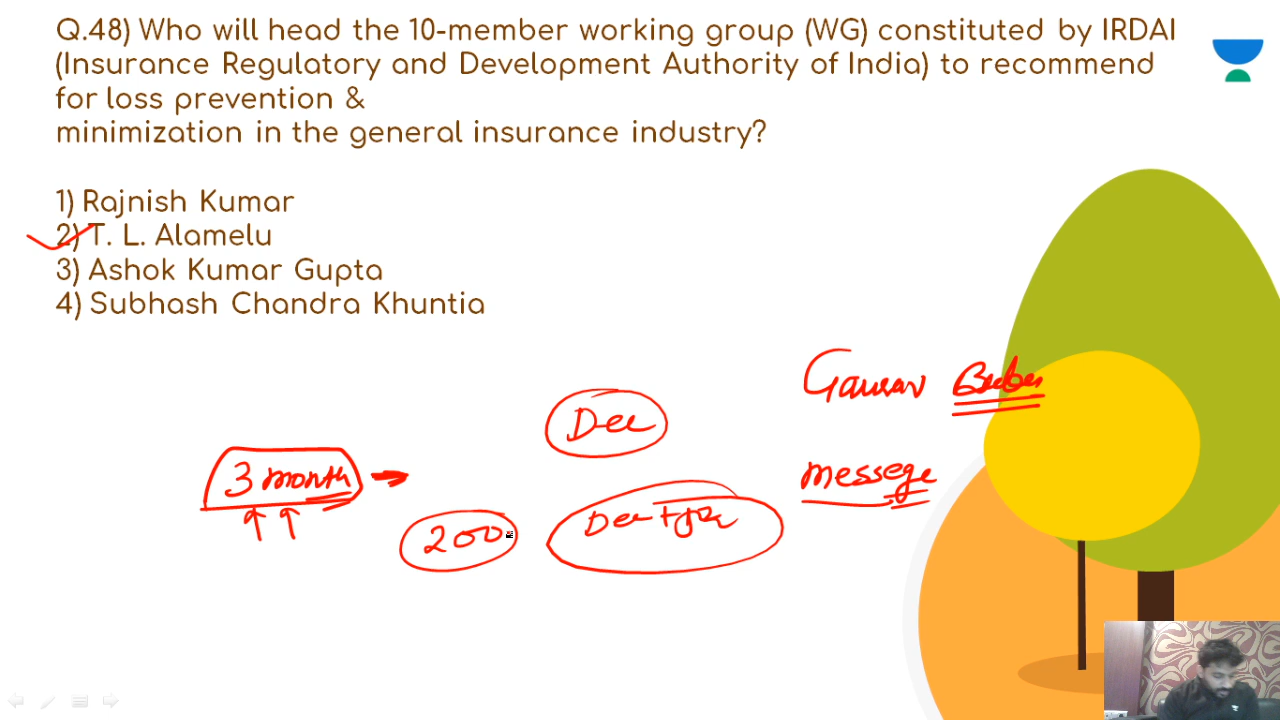 Q.48) Who will head the 10-member working group (WG) constituted by IRDAI
(Insurance Regulatory and Development Authority of India) to recommend
for loss prevention &
minimization in the general insurance industry?
1) Rajnish Kumar
2) T. L. Alamelu
3) Ashok Kumar Gupta
4) Subhash Chandra Khuntia
Gaurav
Dec
3 month
messege
200
Dec +